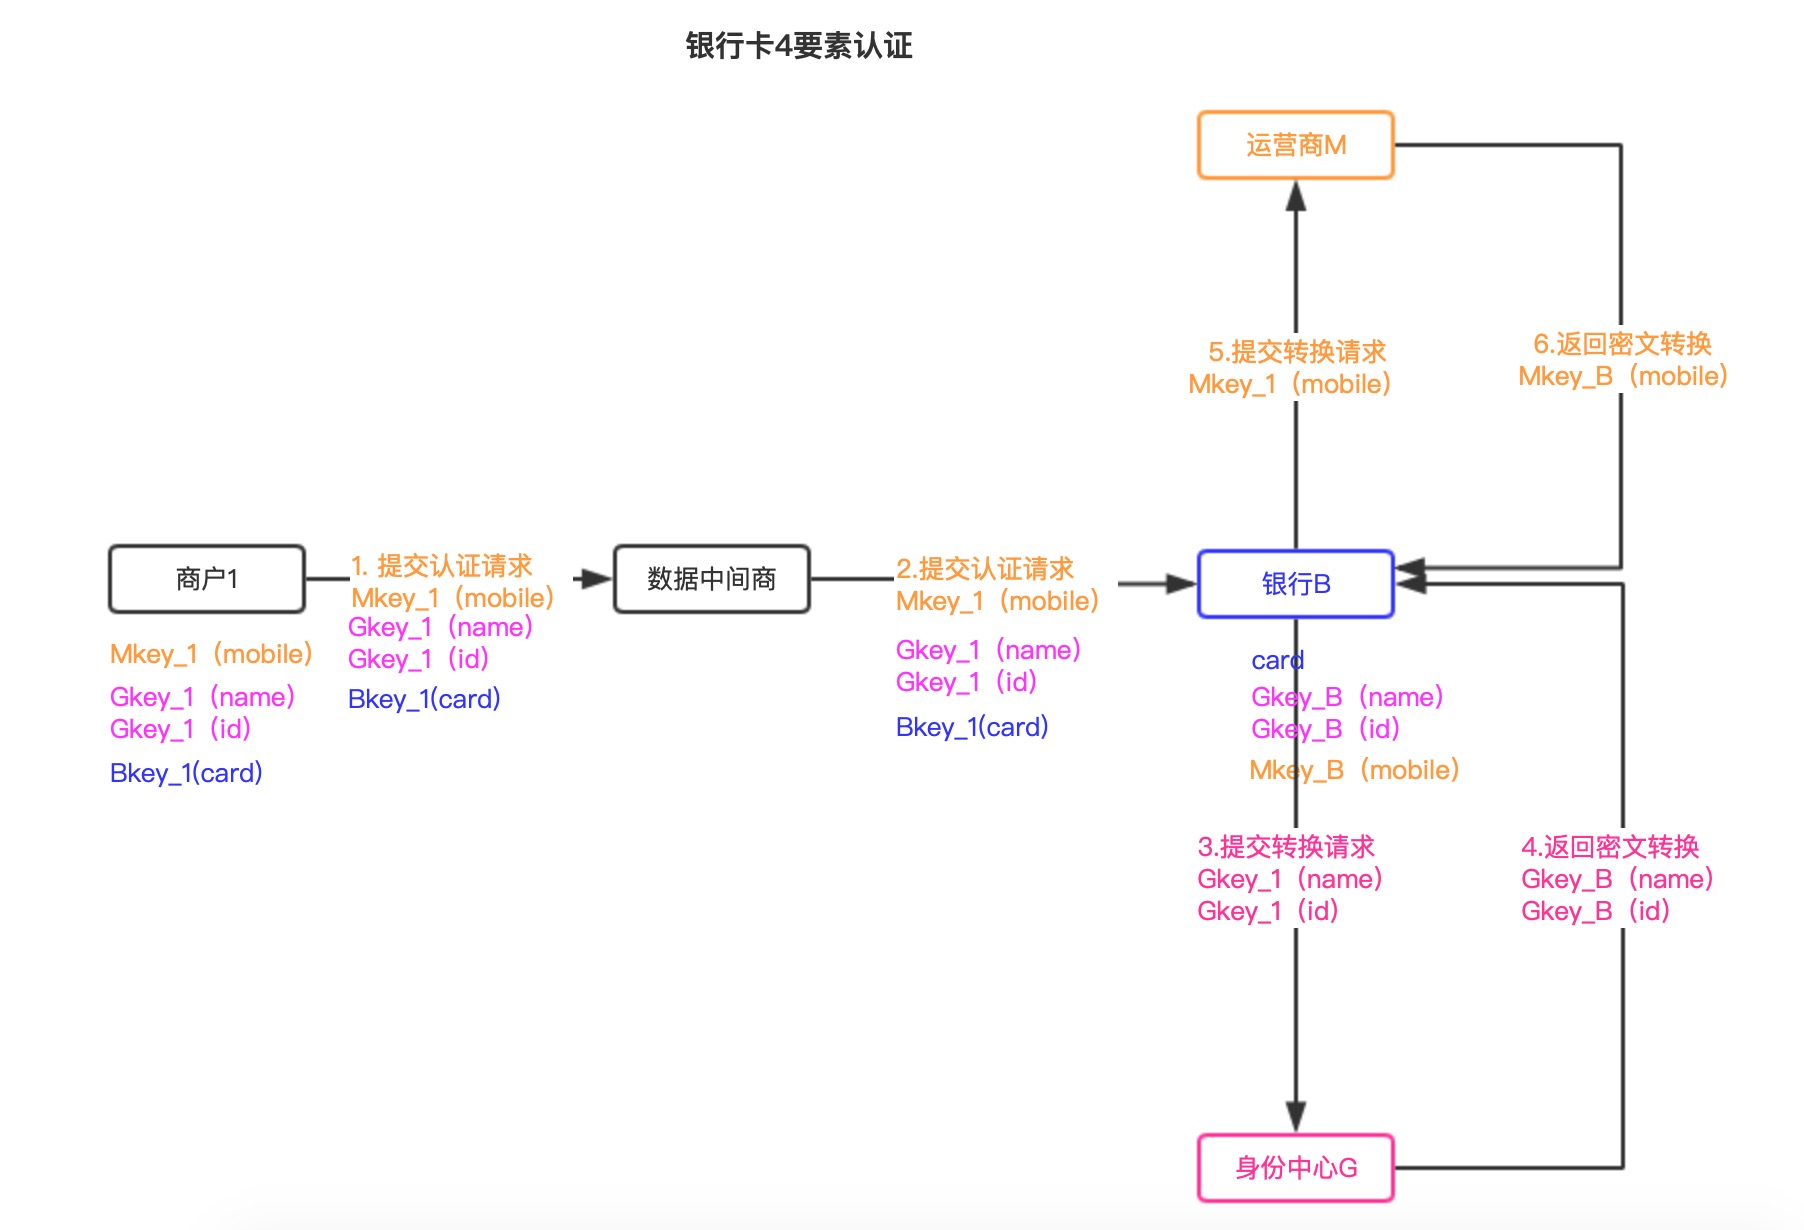 银行卡4要素认证
运营商M
5.提交转换请求
Mkey_1（mobile）
6.返回密文转换
Mkey_B（mobile）
商户1
Mkey_1（mobile）
Gkey_1（name）
Gkey_1（id）
Bkey_1(card)
1. 提交认证请求
Mkey_1（mobile）
Gkey_1（name）
Gkey_1（id）
Bkey_1(card)
数据中间商
2.提交认证请求
Mkey_1（mobile）
Gkey_1（name）
Gkey_1（id）
Bkey_1(card)
银行B
card
Gkey_B（name）
Gkey_B（id）
Mkey_B（mobile）
3.提交转换请求
Gkey_1（name）
Gkey_1（id）
4.返回密文转换
Gkey_B（name）
Gkey_B（id）
身份中心G